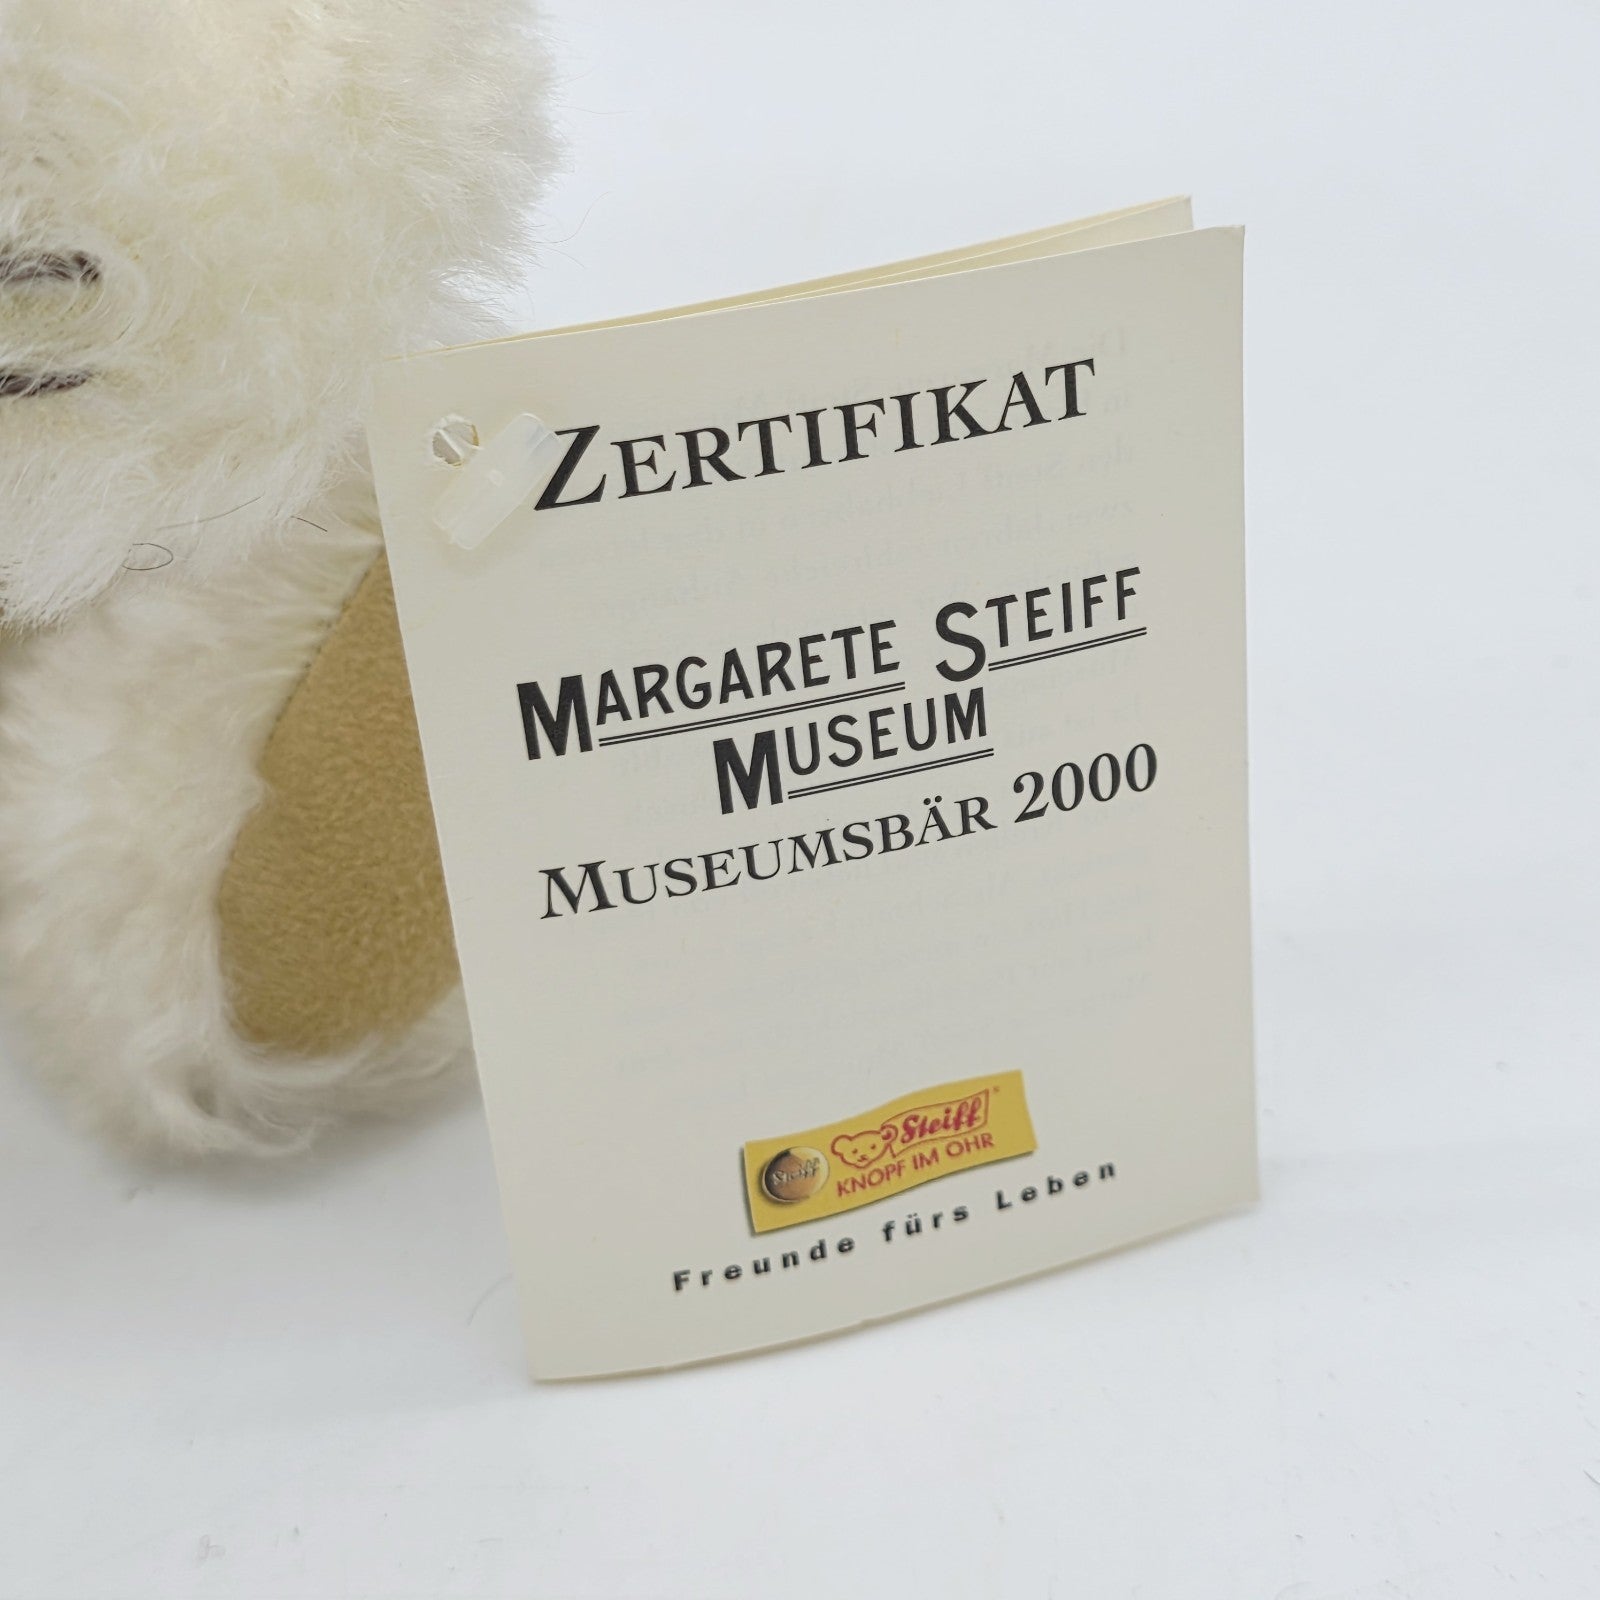 ZERTIFIKAT
MARGARETE STEIFF
MUSEUM
MUSEUMSBÄR 2000
Steiff
Steiff
KNOPF IM OHR
Freunde fürs Leben